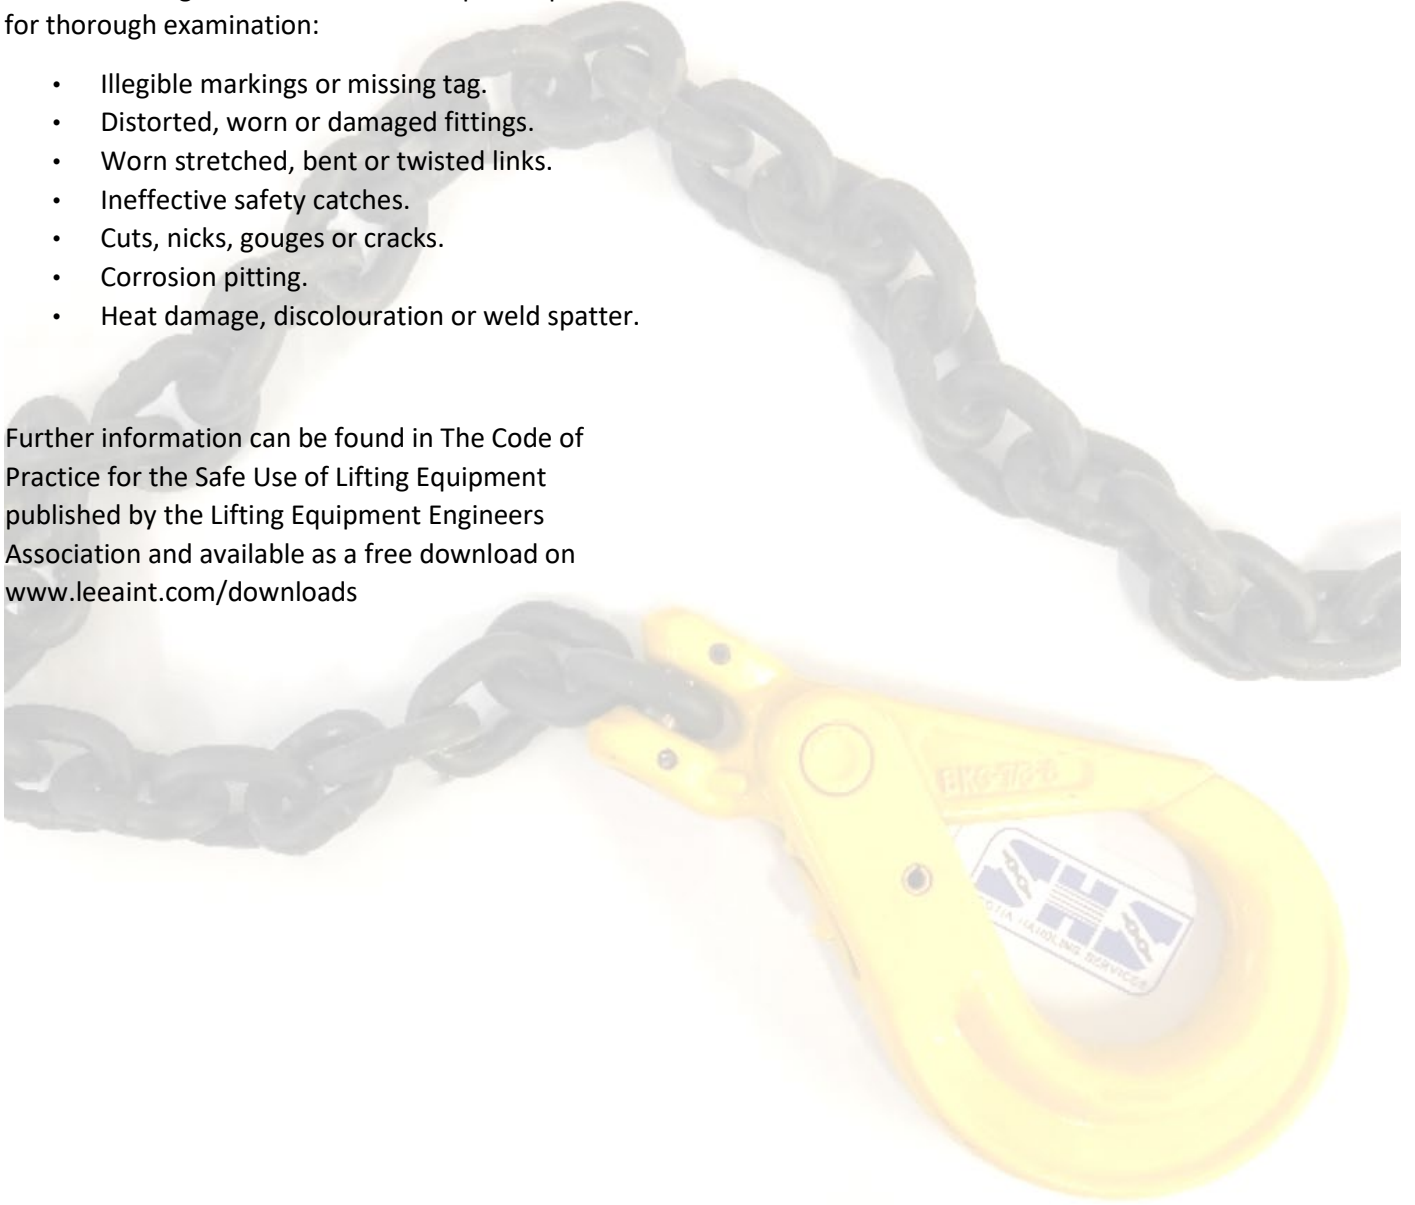 for thorough examination:
• Illegible markings or missing tag.
• Distorted, worn or damaged fittings.
• Worn stretched, bent or twisted links.
• Ineffective safety catches.
• Cuts, nicks, gouges or cracks.
• Corrosion pitting.
• Heat damage, discolouration or weld spatter.
Further information can be found in The Code of
Practice for the Safe Use of Lifting Equipment
published by the Lifting Equipment Engineers
Association and available as a free download on
www.leeaint.com/downloads
SHS
HANDLING SERVICES